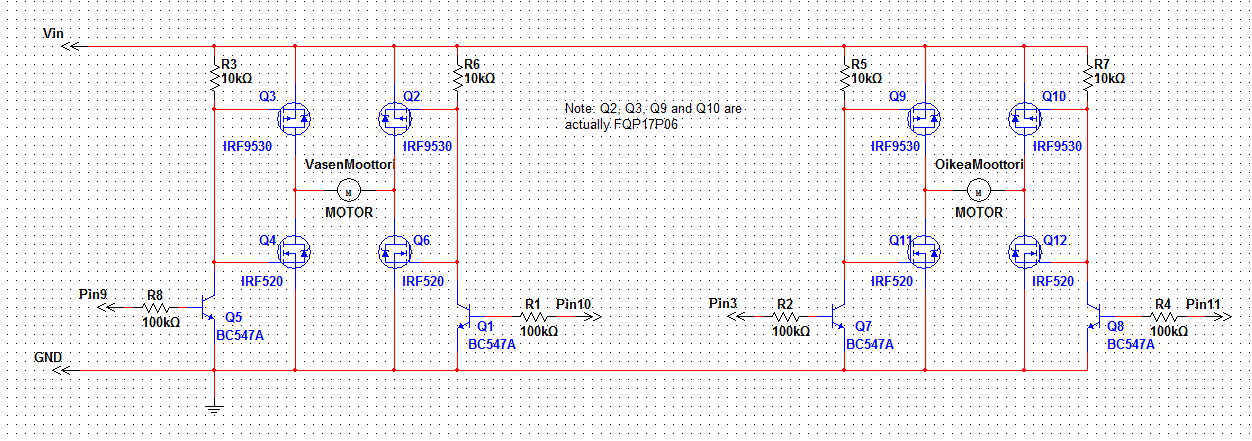 Vin
R3
10kΩ
R6
10kΩ
R5
10kΩ
R7
10kΩ
Q3
Q2
Q9
Q10
Note: Q2, Q3, Q9 and Q10 are
actually FQP17P06
IRF9530
IRF9530
IRF9530
IRF9530
VasenMoottori
M
MOTOR
OikeaMoottori
M
MOTOR
Q4
Q6
Q11
Q12
IRF520
IRF520
IRF520
IRF520
Pin9
R8
100kΩ
Q5
BC547A
R1
100kΩ
Pin10
Q1
BC547A
Pin3
R2
100kΩ
Q7
BC547A
R4
100kΩ
Pin11
Q8
BC547A
GND